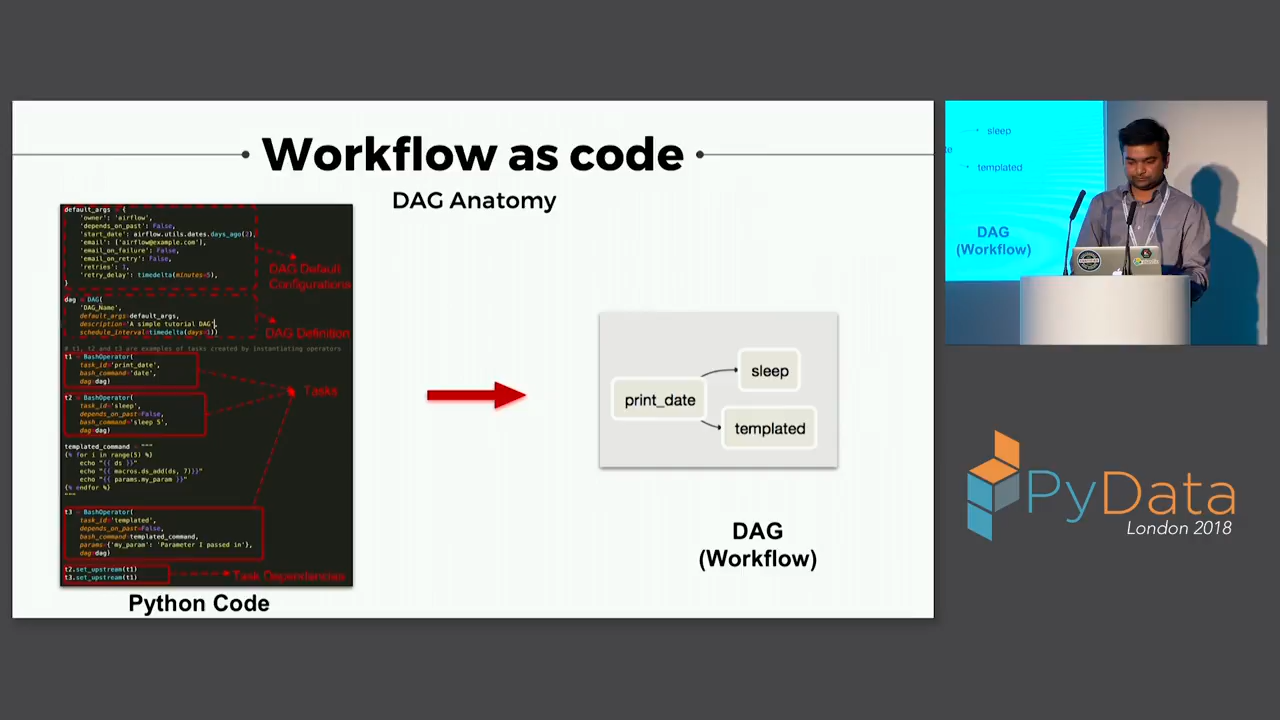 Workflow as code
DAG Anatomy
default_args = {
'owner': 'airflow',
'depends_on_past': False,
'start_date': airflow.utils.dates.days_ago(2),
'email': ['airflow@example.com'],
'email_on_failure': False,
'email_on_retry': False,
'retries': 1,
'retry_delay': timedelta(minutes=5),
}
DAG Default
Configurations
dag = DAG(
'DAG_Name',
default_args=default_args,
description='A simple tutorial DAG',
schedule_interval=timedelta(days=1))
DAG Definition
# t1, t2 and t3 are examples of tasks created by instantiating operators
t1 = BashOperator(
task_id='print_date',
bash_command='date',
dag=dag)
Tasks
t2 = BashOperator(
task_id='sleep',
depends_on_past=False,
bash_command='sleep 5',
dag=dag)
templated_command = """
{% for i in range(5) %}
echo "{{ ds }}"
echo "{{ macros.ds_add(ds, 7)}}"
echo "{{ params.my_param }}"
{% endfor %}
"""
t3 = BashOperator(
task_id='templated',
depends_on_past=False,
bash_command=templated_command,
params={'my_param': 'Parameter I passed in'},
dag=dag)
t2.set_upstream(t1)
t3.set_upstream(t1)
Task Dependencies
Python Code
print_date
sleep
templated
DAG
(Workflow)
sleep
te
templated
DAG
(Workflow)
PyData
London 2018